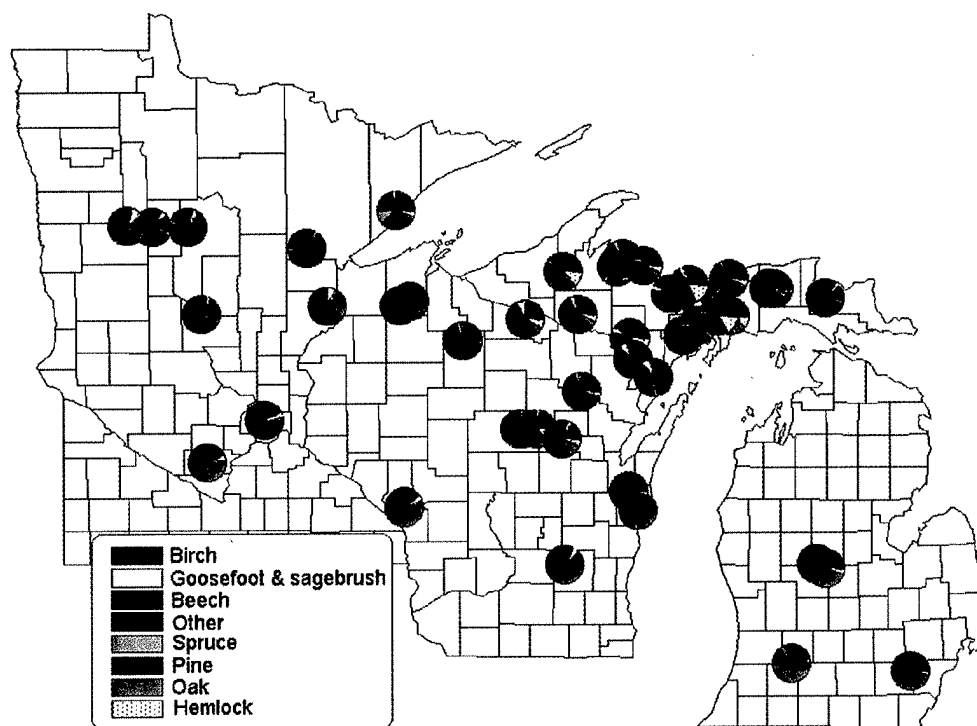 Birch
Goosefoot & sagebrush
Beech
Other
Spruce
Pine
Oak
Hemlock